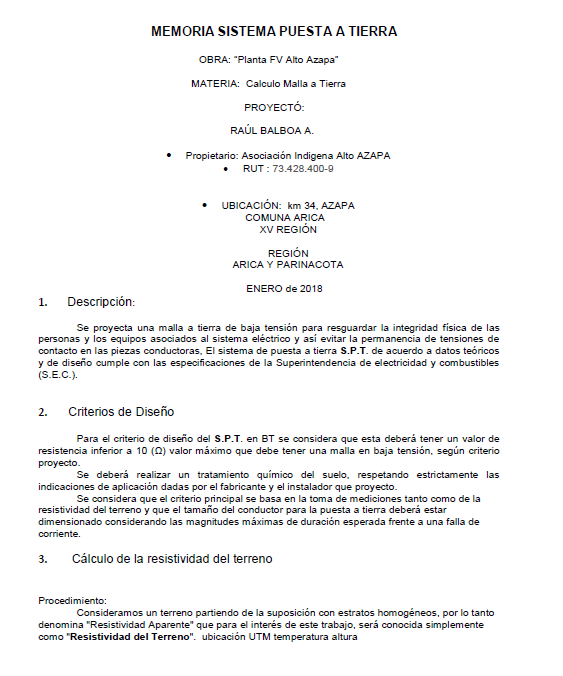 MEMORIA SISTEMA PUESTA A TIERRA
OBRA: "Planta FV Alto Azapa"
MATERIA: Calculo Malla a Tierra
PROYECTÓ:
RAÚL BALBOA A.
• Propietario: Asociación Indigena Alto AZAPA
• RUT : 73.428.400-9
• UBICACIÓN: km 34, AZAPA
COMUNA ARICA
XV REGIÓN
REGIÓN
ARICA Y PARINACOTA
ENERO de 2018
1. Descripción:
Se proyecta una malla a tierra de baja tensión para resguardar la integridad física de las
personas y los equipos asociados al sistema eléctrico y así evitar la permanencia de tensiones de
contacto en las piezas conductoras, El sistema de puesta a tierra S.P.T. de acuerdo a datos teóricos
y de diseño cumple con las especificaciones de la Superintendencia de electricidad y combustibles
(S.E.C.).
2. Criterios de Diseño
Para el criterio de diseño del S.P.T. en BT se considera que esta deberá tener un valor de
resistencia inferior a 10 (Ω) valor máximo que debe tener una malla en baja tensión, según criterio
proyecto.
Se deberá realizar un tratamiento químico del suelo, respetando estrictamente las
indicaciones de aplicación dadas por el fabricante y el instalador que proyecto.
Se considera que el criterio principal se basa en la toma de mediciones tanto como de la
resistividad del terreno y que el tamaño del conductor para la puesta a tierra deberá estar
dimensionado considerando las magnitudes máximas de duración esperada frente a una falla de
corriente.
3. Cálculo de la resistividad del terreno
Procedimiento:
Consideramos un terreno partiendo de la suposición con estratos homogéneos, por lo tanto
denomina "Resistividad Aparente" que para el interés de este trabajo, será conocida simplemente
como "Resistividad del Terreno". ubicación UTM temperatura altura